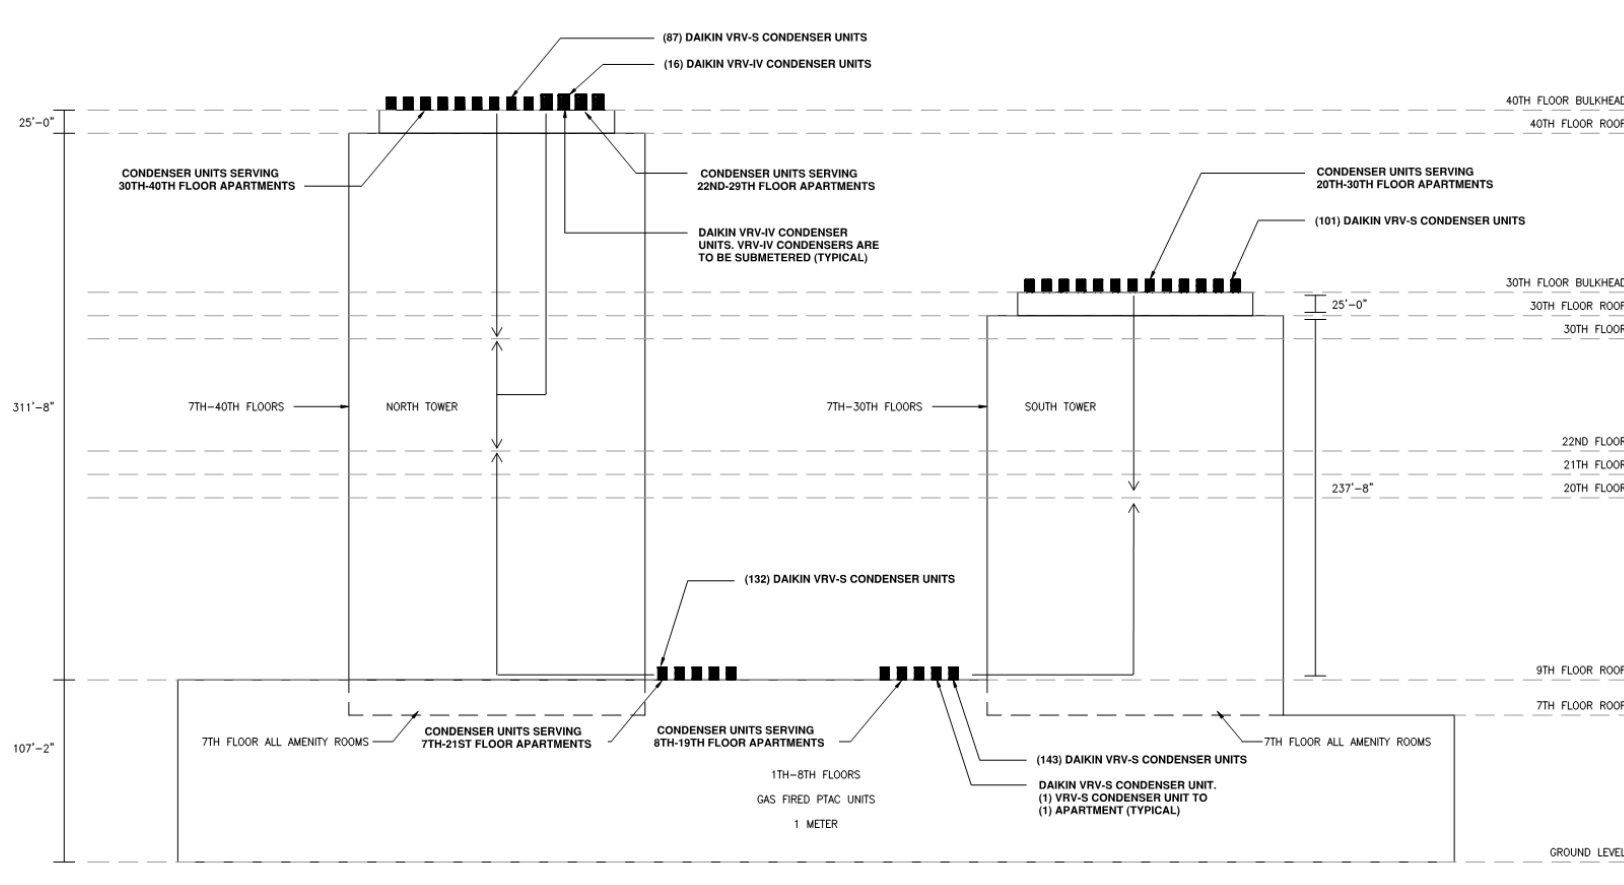 (87) DAIKIN VRV-S CONDENSER UNITS
(16) DAIKIN VRV-IV CONDENSER UNITS
40TH FLOOR BULKHEAD
25'-0"
40TH FLOOR ROOF
CONDENSER UNITS SERVING
30TH-40TH FLOOR APARTMENTS
CONDENSER UNITS SERVING
22ND-29TH FLOOR APARTMENTS
CONDENSER UNITS SERVING
20TH-30TH FLOOR APARTMENTS
(101) DAIKIN VRV-S CONDENSER UNITS
DAIKIN VRV-IV CONDENSER
UNITS. VRV-IV CONDENSERS ARE
TO BE SUBMETERED (TYPICAL)
30TH FLOOR BULKHEAD
25'-0"
30TH FLOOR ROOF
30TH FLOOR
311'-8"
7TH-40TH FLOORS
NORTH TOWER
7TH-30TH FLOORS
SOUTH TOWER
22ND FLOOR
21TH FLOOR
237'-8"
20TH FLOOR
(132) DAIKIN VRV-S CONDENSER UNITS
9TH FLOOR ROOF
7TH FLOOR ROOF
107'-2"
7TH FLOOR ALL AMENITY ROOMS
CONDENSER UNITS SERVING
7TH-21ST FLOOR APARTMENTS
CONDENSER UNITS SERVING
8TH-19TH FLOOR APARTMENTS
7TH FLOOR ALL AMENITY ROOMS
(143) DAIKIN VRV-S CONDENSER UNITS
1TH-8TH FLOORS
GAS FIRED PTAC UNITS
1 METER
DAIKIN VRV-S CONDENSER UNIT.
(1) VRV-S CONDENSER UNIT TO
(1) APARTMENT (TYPICAL)
GROUND LEVEL